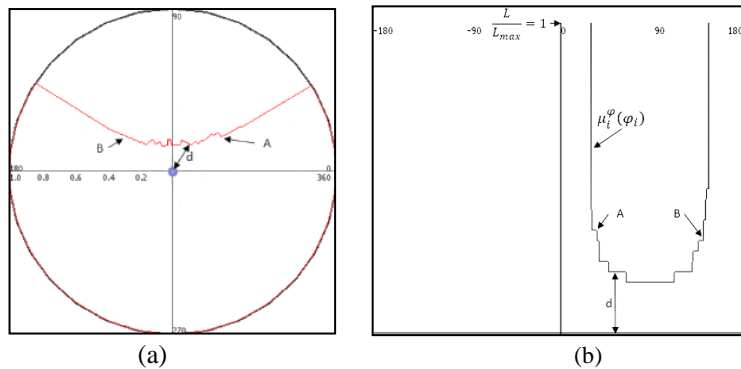 90
B
A
d
180
0
1.0 0.8 0.6 0.4 0.2
360
270
(a)
L
L_max = 1
-180 -90 0 90 180
μ_i^φ(φ_i)
A
B
d
(b)